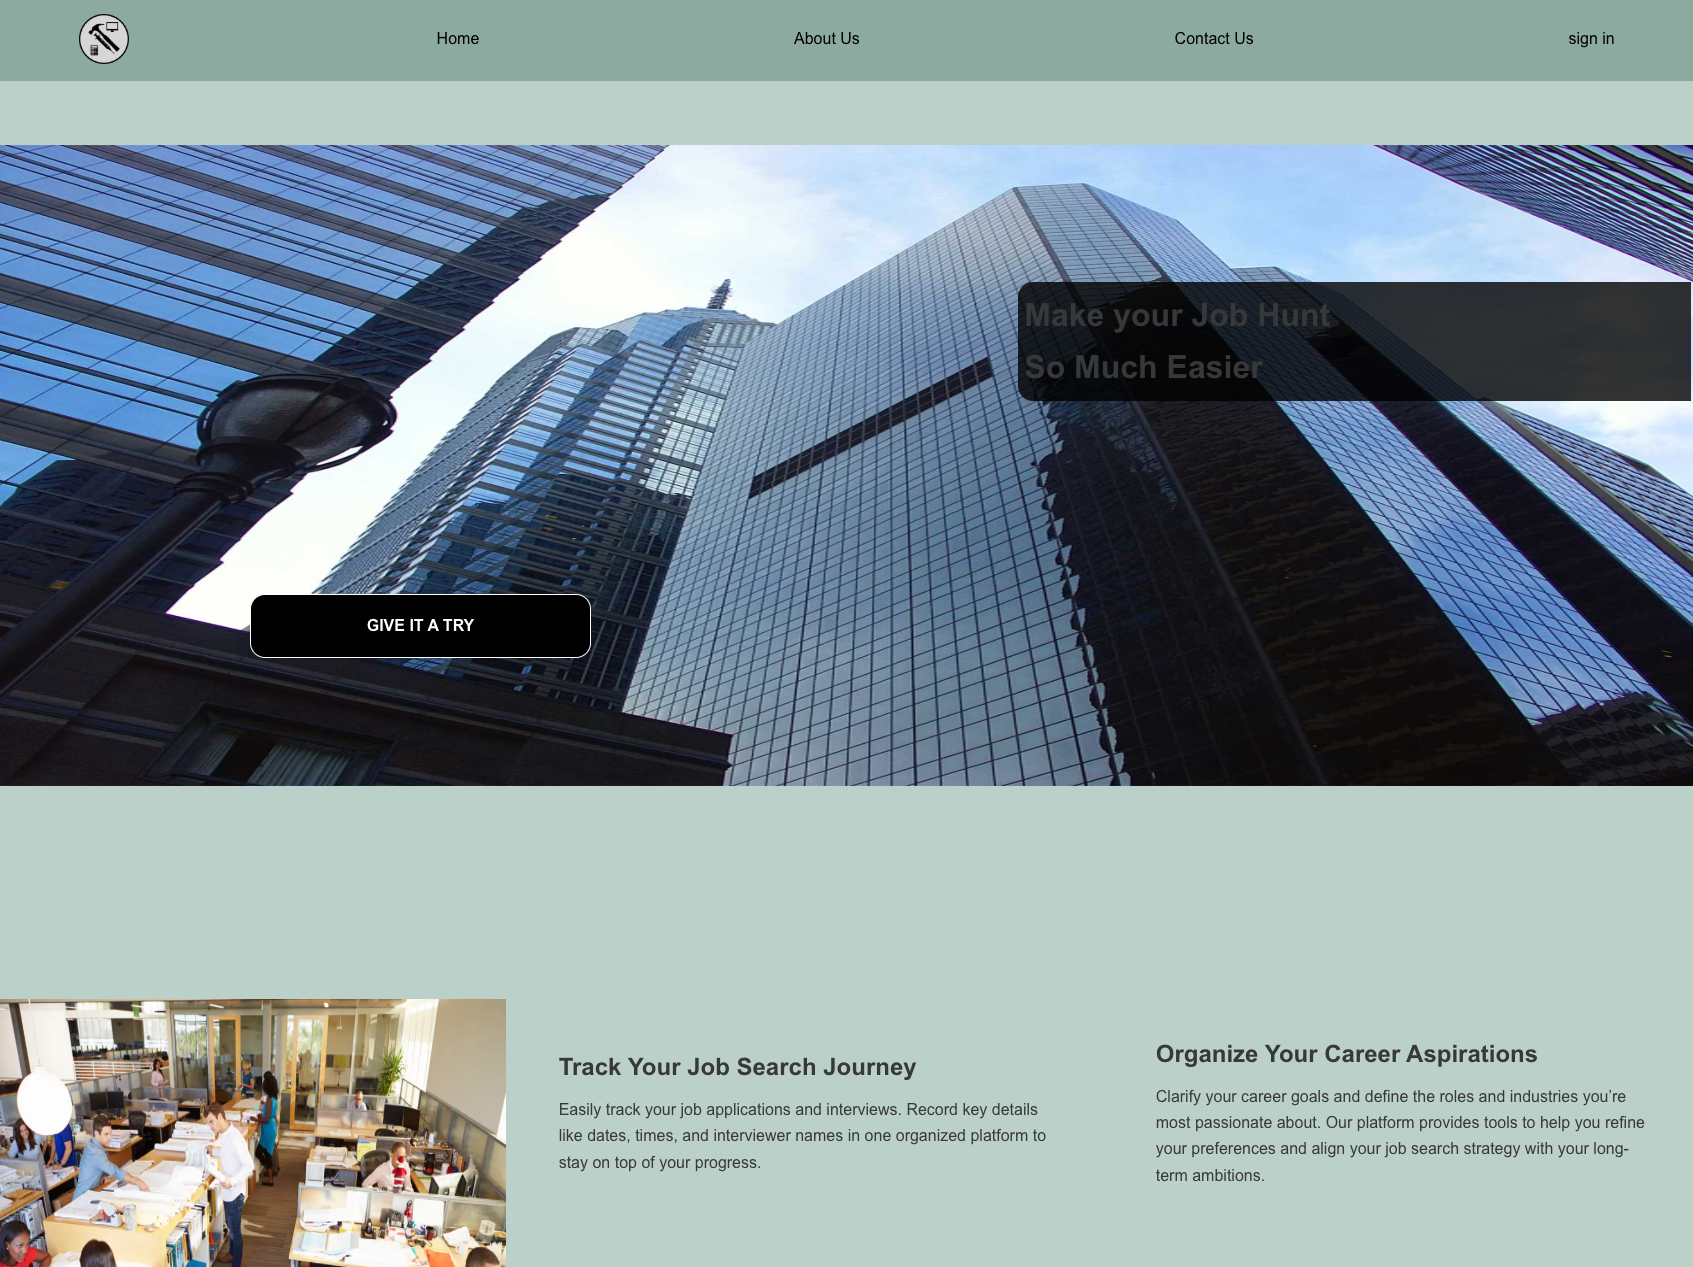 Home
About Us
Contact Us
sign in
Make your Job Hunt
So Much Easier
GIVE IT A TRY
Track Your Job Search Journey
Easily track your job applications and interviews. Record key details
like dates, times, and interviewer names in one organized platform to
stay on top of your progress.
Organize Your Career Aspirations
Clarify your career goals and define the roles and industries you’re
most passionate about. Our platform provides tools to help you refine
your preferences and align your job search strategy with your long-
term ambitions.